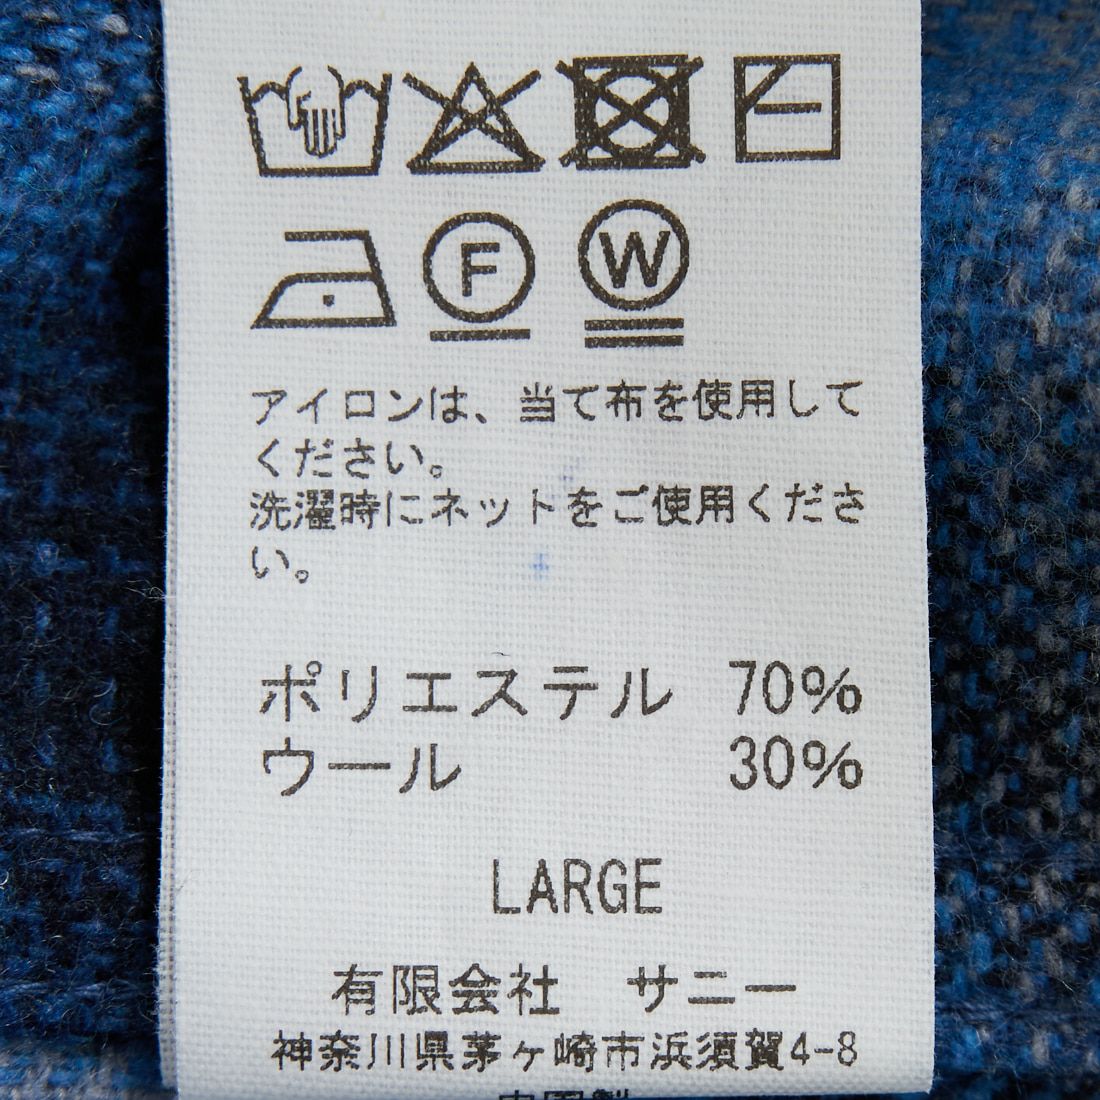 F W
アイロンは、当て布を使用して
ください。
洗濯時にネットをご使用くださ
い。
ポリエステル 70%
ウール 30%
LARGE
有限会社 サニー
神奈川県茅ヶ崎市浜須賀4-8